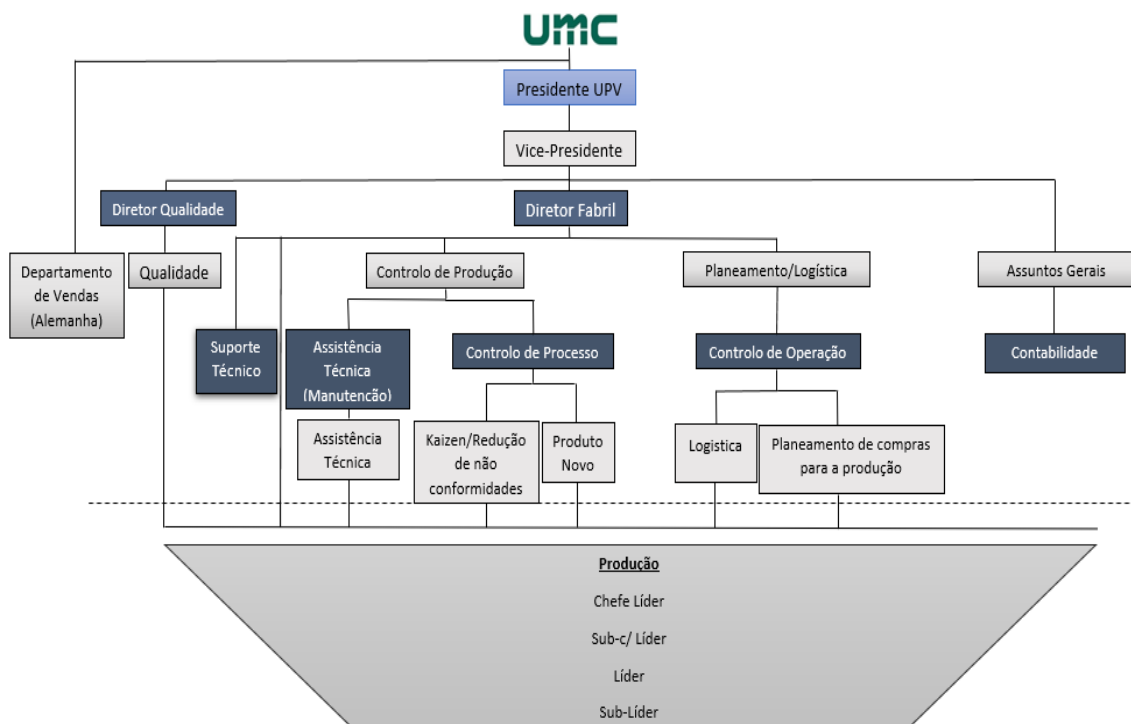 UMC
Presidente UPV
Vice-Presidente
Diretor Qualidade
Diretor Fabril
Departamento
de Vendas
(Alemanha)
Qualidade
Controlo de Produção
Planeamento/Logística
Assuntos Gerais
Suporte
Técnico
Assistência
Técnica
(Manutencão)
Controlo de Processo
Controlo de Operação
Contabilidade
Assistência
Técnica
Kaizen/Redução
de não
conformidades
Produto
Novo
Logistica
Planeamento de compras
para a produção
Produção
Chefe Líder
Sub-c/ Líder
Líder
Sub-Líder